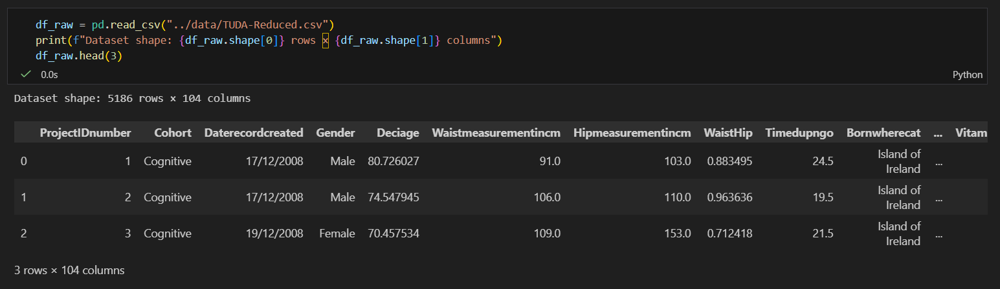 df_raw = pd.read_csv("../data/TUDA-Reduced.csv")
print(f"Dataset shape: {df_raw.shape[0]} rows × {df_raw.shape[1]} columns")
df_raw.head(3)
0.0s Python
Dataset shape: 5186 rows × 104 columns
ProjectIDnumber Cohort Daterecordcreated Gender Deciage Waistmeasurementincm Hipmeasurementincm WaistHip Timedupngo Bornwherecat ... Vitam
0 1 Cognitive 17/12/2008 Male 80.726027 91.0 103.0 0.883495 24.5 Island of Ireland ...
1 2 Cognitive 17/12/2008 Male 74.547945 106.0 110.0 0.963636 19.5 Island of Ireland ...
2 3 Cognitive 19/12/2008 Female 70.457534 109.0 153.0 0.712418 21.5 Island of Ireland ...
3 rows × 104 columns